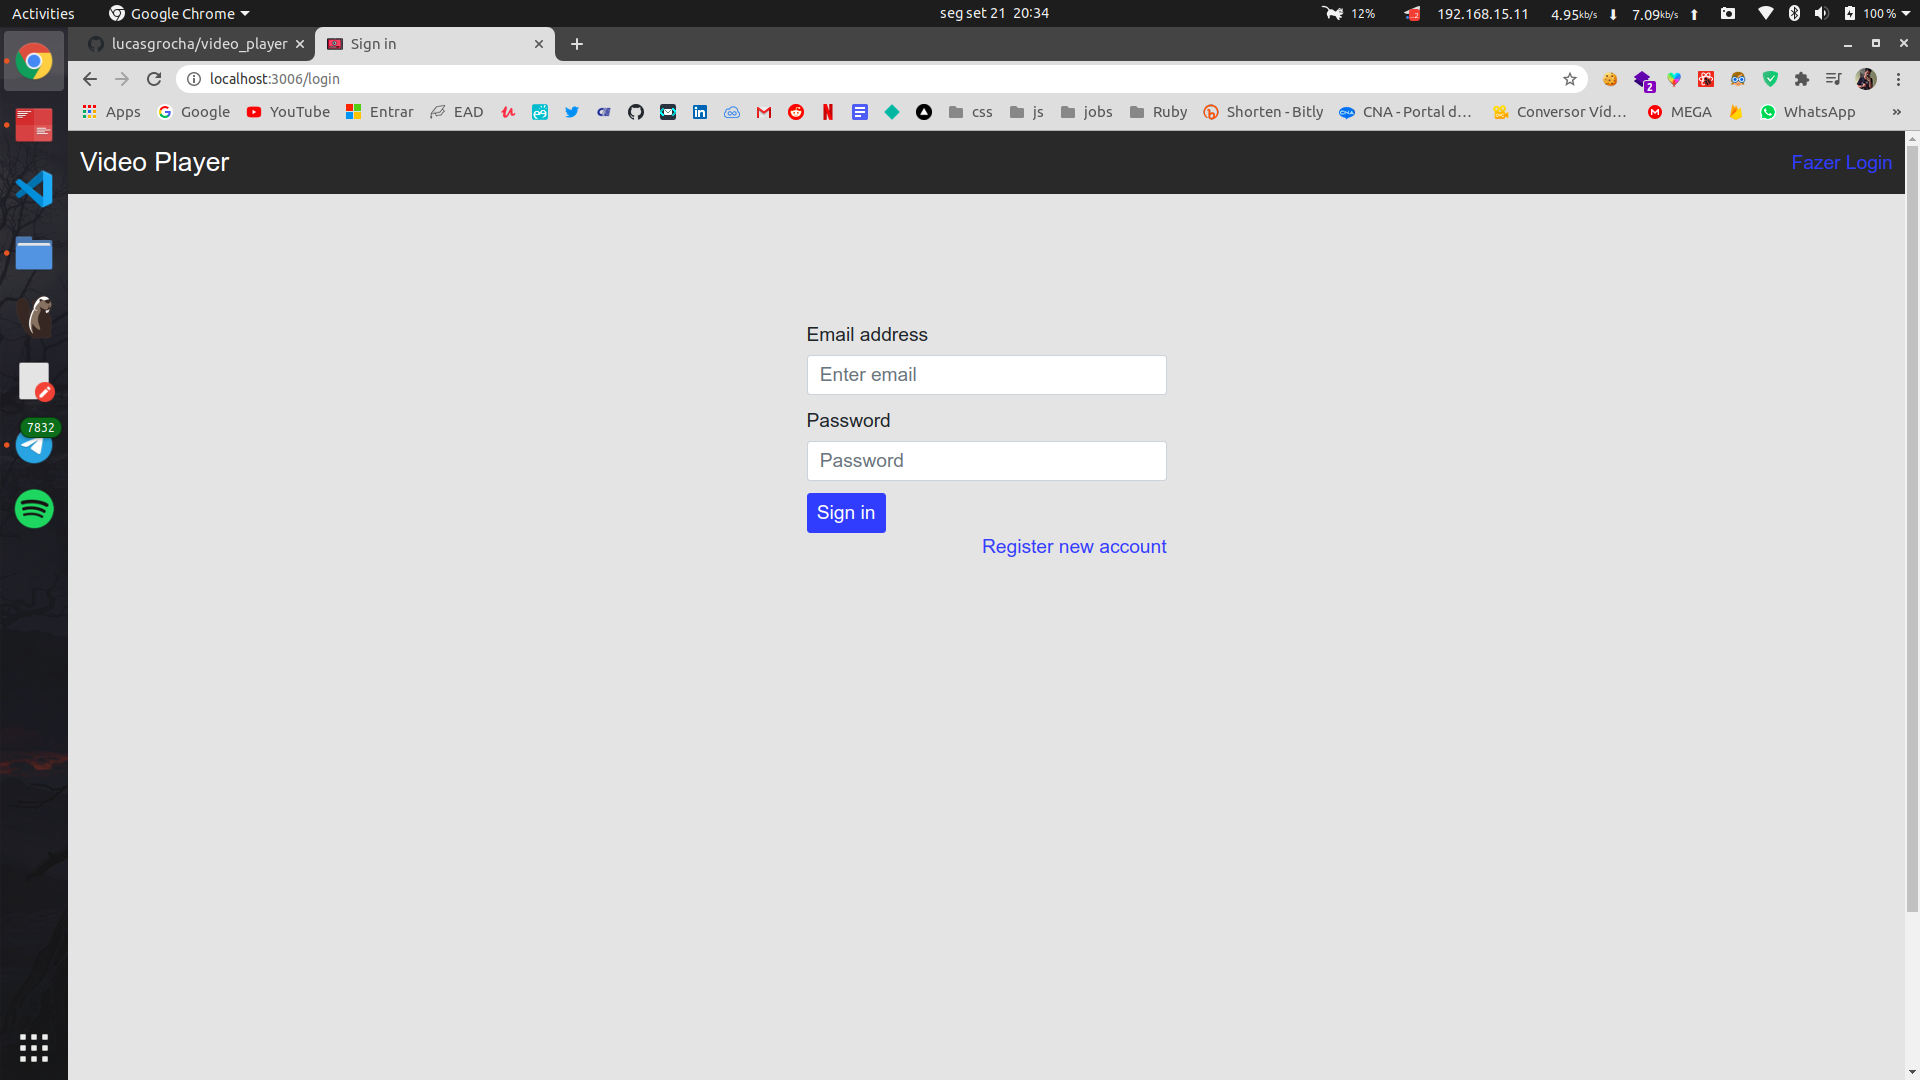 Activities
Google Chrome
seg set 21 20:34
12%
192.168.15.11
4.95kb/s
7.09kb/s
100 %
lucasgrocha/video_player
Sign in
localhost:3006/login
2
Apps
Google
YouTube
Entrar
EAD
css
js
jobs
Ruby
Shorten - Bitly
CNA - Portal d...
Conversor Víd...
MEGA
WhatsApp
»
Video Player
Fazer Login
Email address
Enter email
Password
Password
Sign in
Register new account
7832